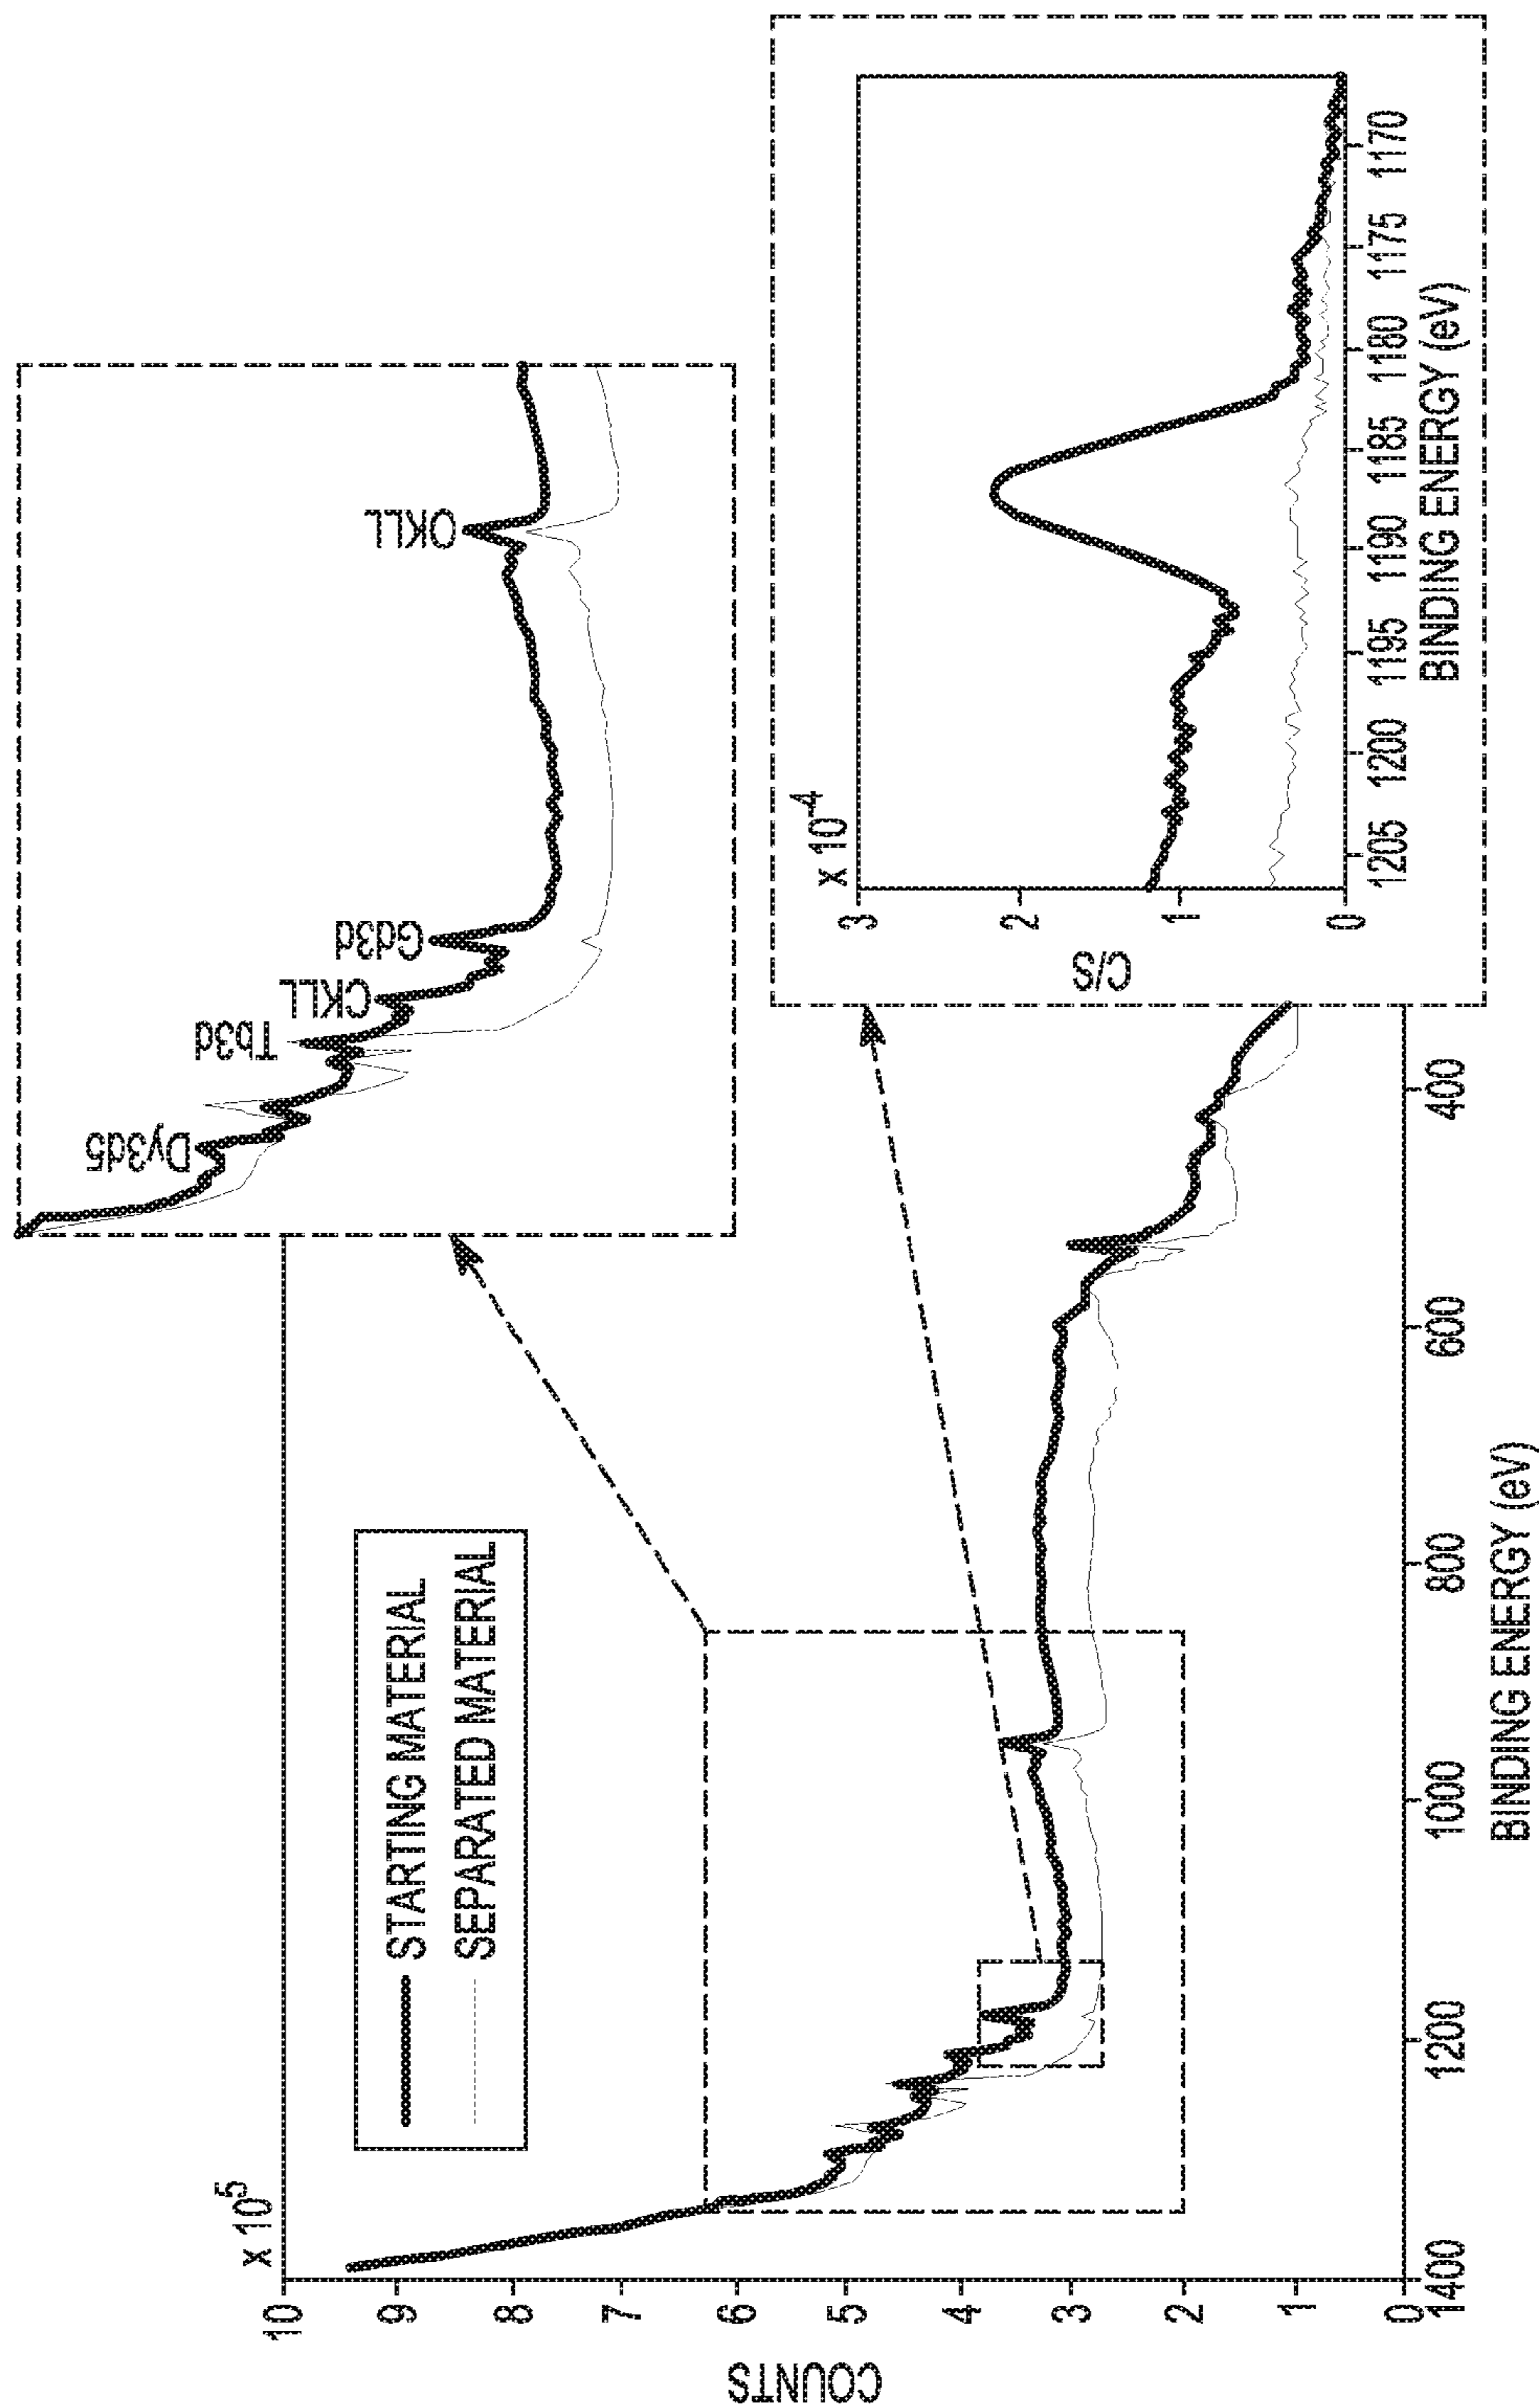 x 10^5
10
9
8
7
6
5
4
3
2
1
0
COUNTS
1400
1200
1000
800
600
400
BINDING ENERGY (eV)
STARTING MATERIAL
SEPARATED MATERIAL
Dy3d5
Tb3d
CKLL
Gd3d
OKLL
x 10^-4
3
2
1
0
C/S
1205
1200
1195
1190
1185
1180
1175
1170
BINDING ENERGY (eV)